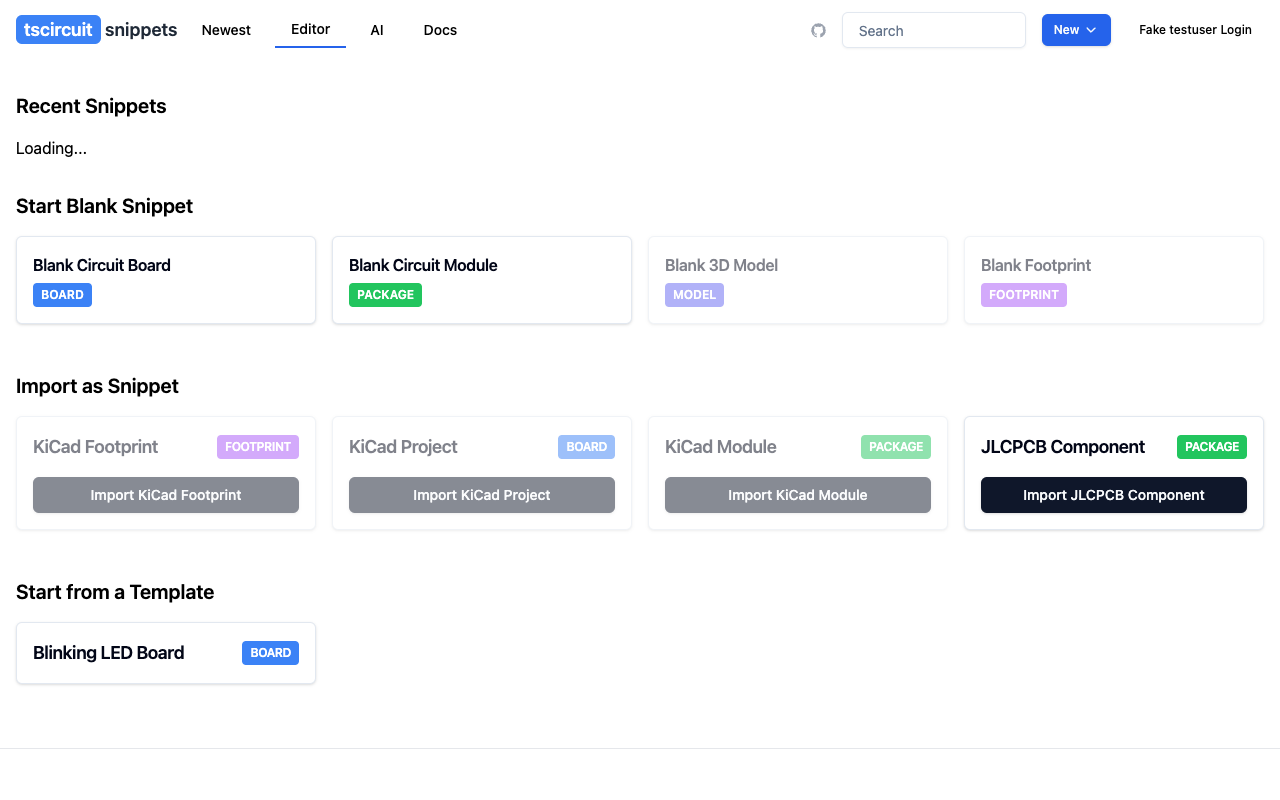 tscircuit snippets Newest Editor AI Docs Search New Fake testuser Login
Recent Snippets
Loading...
Start Blank Snippet
Blank Circuit Board
BOARD
Blank Circuit Module
PACKAGE
Blank 3D Model
MODEL
Blank Footprint
FOOTPRINT
Import as Snippet
KiCad Footprint FOOTPRINT
Import KiCad Footprint
KiCad Project BOARD
Import KiCad Project
KiCad Module PACKAGE
Import KiCad Module
JLCPCB Component PACKAGE
Import JLCPCB Component
Start from a Template
Blinking LED Board BOARD